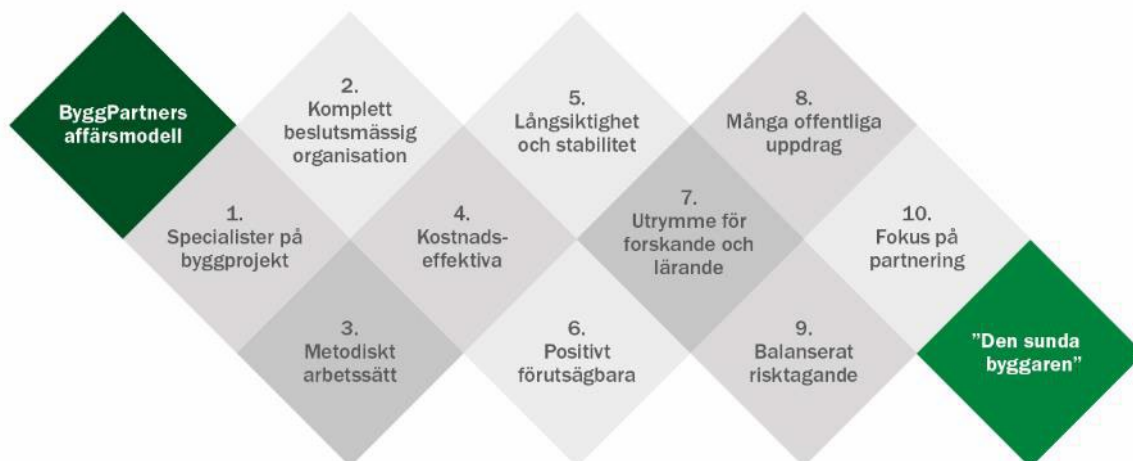 ByggPartners
affärsmodell
1.
Specialister på
byggprojekt
2.
Komplett
beslutsmässig
organisation
3.
Metodiskt
arbetssätt
4.
Kostnads-
effektiva
5.
Långsiktighet
och stabilitet
6.
Positivt
förutsägbara
7.
Utrymme för
forskande och
lärande
8.
Många offentliga
uppdrag
9.
Balanserat
risktagande
10.
Fokus på
partnering
”Den sunda
byggaren”